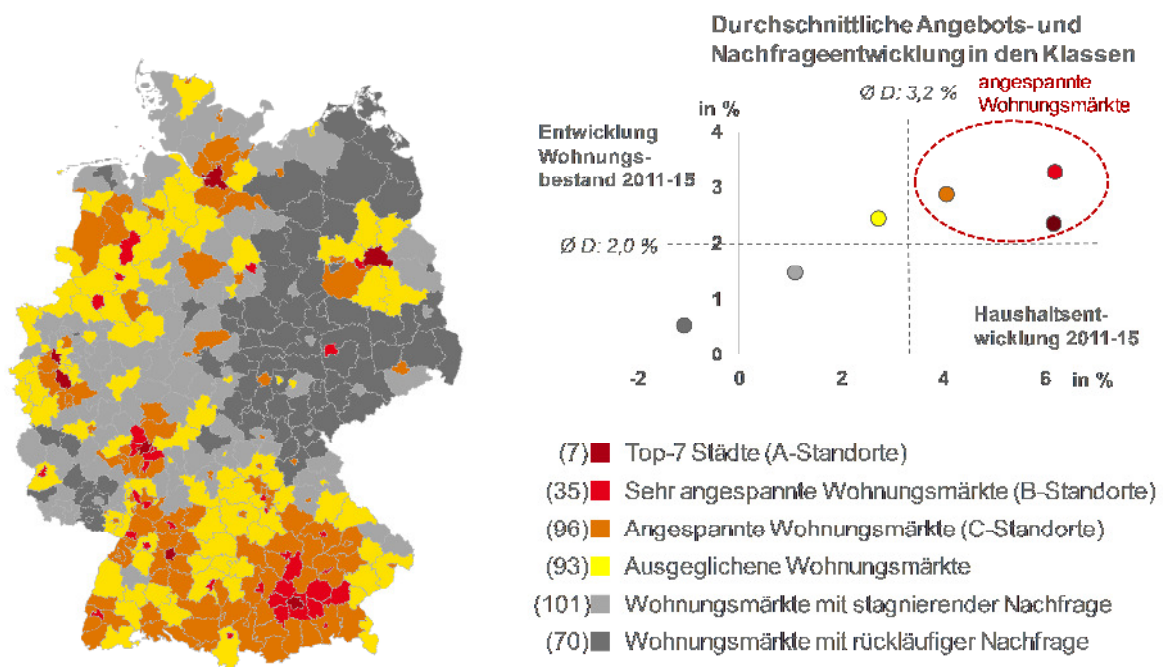 Durchschnittliche Angebots- und
Nachfrageentwicklung in den Klassen
Ø D: 3,2 %
angespannte
Wohnungsmärkte
in %
Entwicklung
Wohnungs-
bestand 2011-15
4
3
Ø D: 2,0 %
2
1
Haushaltsent-
wicklung 2011-15
0
-2 0 2 4 6 in %
(7) Top-7 Städte (A-Standorte)
(35) Sehr angespannte Wohnungsmärkte (B-Standorte)
(96) Angespannte Wohnungsmärkte (C-Standorte)
(93) Ausgeglichene Wohnungsmärkte
(101) Wohnungsmärkte mit stagnierender Nachfrage
(70) Wohnungsmärkte mit rückläufiger Nachfrage